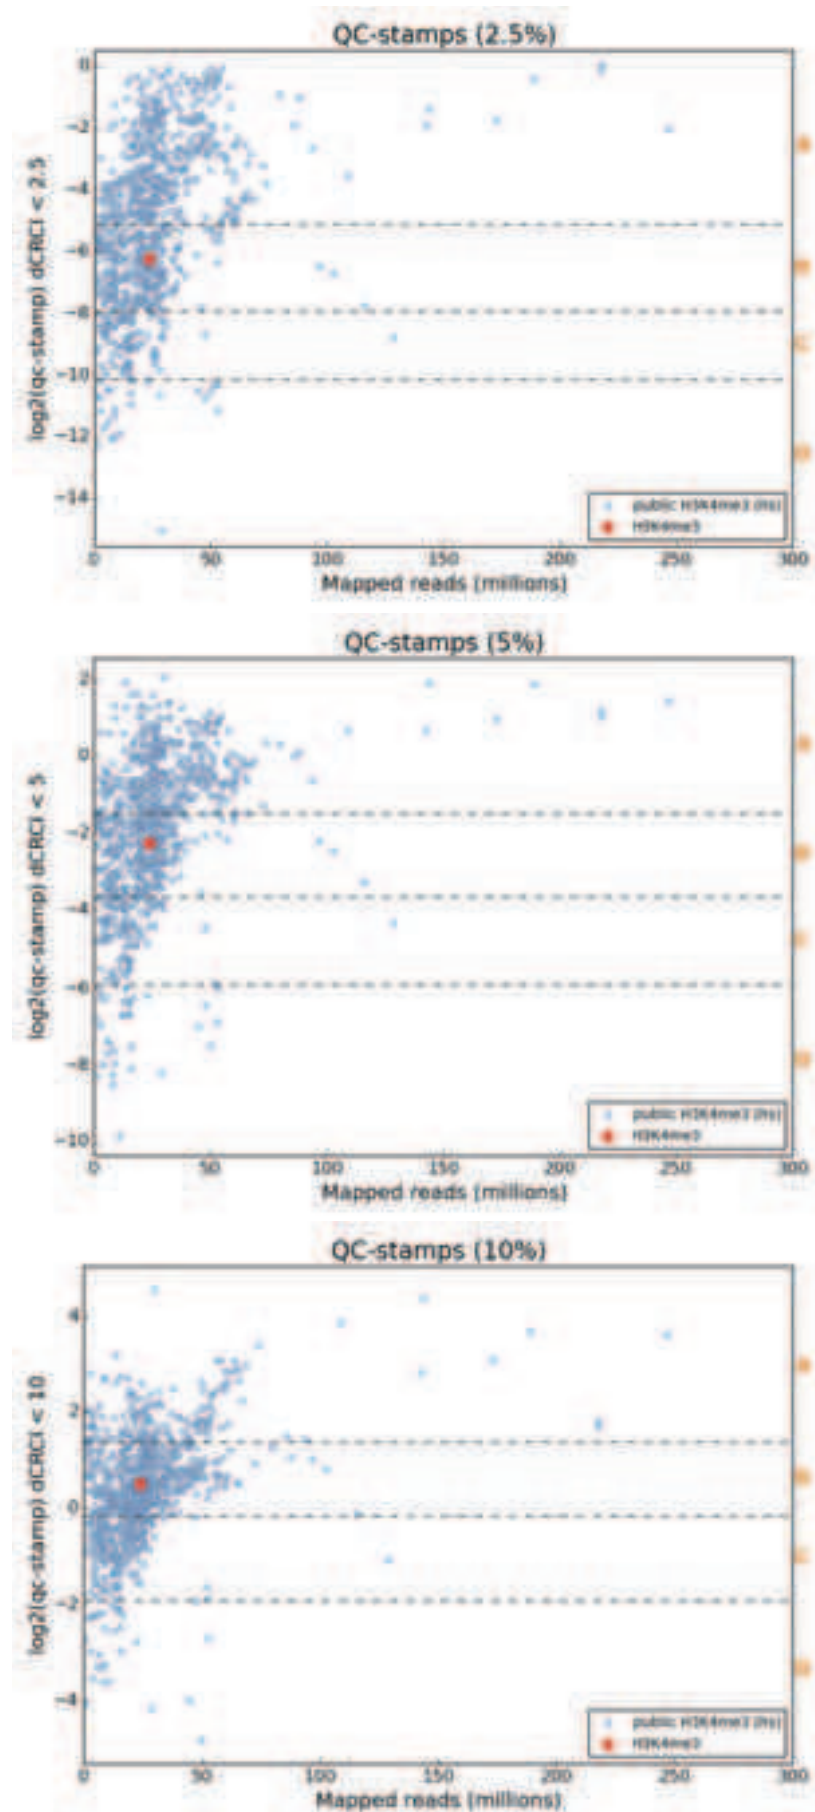 QC-stamps (2.5%)
log2(qc-stamp) dCRCI < 2.5
0
−2
−4
−6
−8
−10
−12
−14
public H3K4me3 (hs)
H3K4me3
0 50 100 150 200 250 300
Mapped reads (millions)
QC-stamps (5%)
log2(qc-stamp) dCRCI < 5
2
0
−2
−4
−6
−8
−10
public H3K4me3 (hs)
H3K4me3
0 50 100 150 200 250 300
Mapped reads (millions)
QC-stamps (10%)
log2(qc-stamp) dCRCI < 10
4
2
0
−2
−4
public H3K4me3 (hs)
H3K4me3
0 50 100 150 200 250 300
Mapped reads (millions)